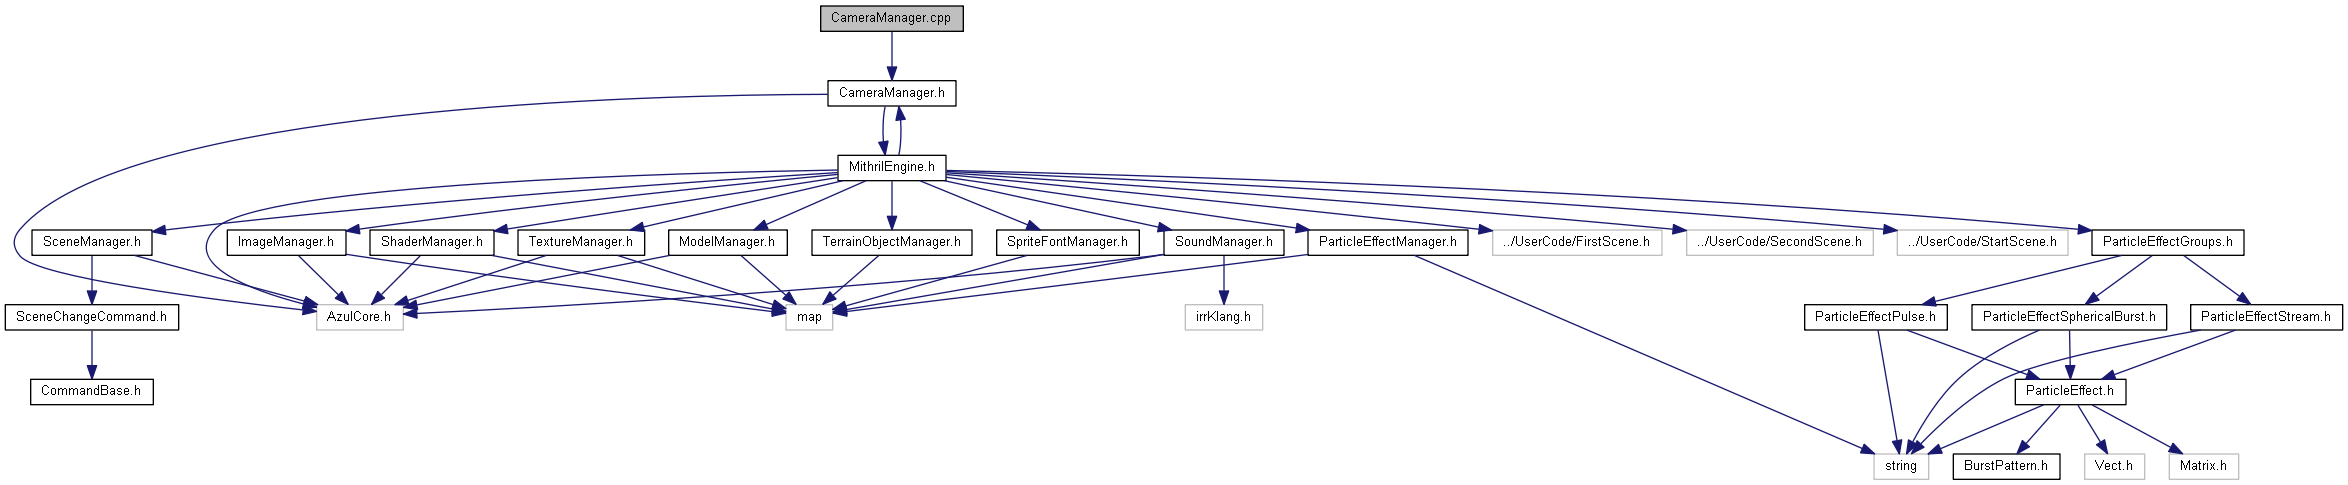 CameraManager.cpp
CameraManager.h
MithrilEngine.h
SceneManager.h
ImageManager.h
ShaderManager.h
TextureManager.h
ModelManager.h
TerrainObjectManager.h
SpriteFontManager.h
SoundManager.h
ParticleEffectManager.h
../UserCode/FirstScene.h
../UserCode/SecondScene.h
../UserCode/StartScene.h
ParticleEffectGroups.h
SceneChangeCommand.h
AzulCore.h
map
irrKlang.h
ParticleEffectPulse.h
ParticleEffectSphericalBurst.h
ParticleEffectStream.h
CommandBase.h
ParticleEffect.h
string
BurstPattern.h
Vect.h
Matrix.h